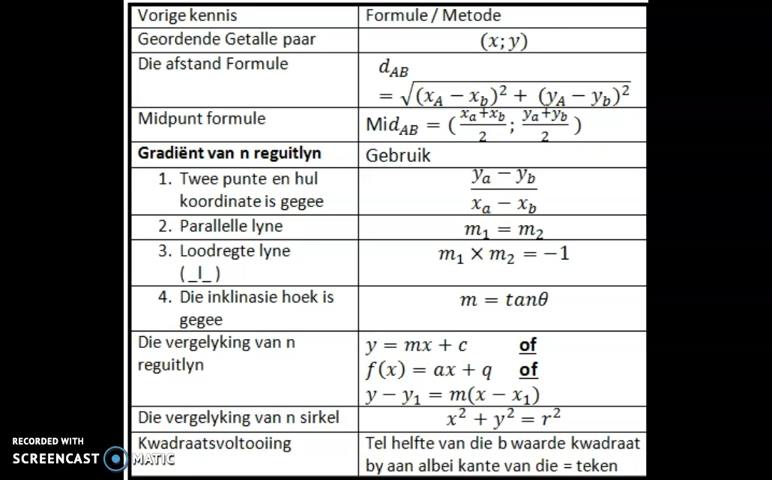 Vorige kennis Formule / Metode
Geordende Getalle paar (x; y)
Die afstand Formule d_AB
= √(x_A − x_b)² + (y_A − y_b)²
Midpunt formule Mid_AB = ( (x_a+x_b)/2 ; (y_a+y_b)/2 )
Gradiënt van n reguitlyn Gebruik
1. Twee punte en hul (y_a − y_b)/(x_a − x_b)
koordinate is gegee
2. Parallelle lyne m₁ = m₂
3. Loodregte lyne m₁ × m₂ = −1
(_|_)
4. Die inklinasie hoek is m = tanθ
gegee
Die vergelyking van n y = mx + c of
reguitlyn f(x) = ax + q of
y − y₁ = m(x − x₁)
Die vergelyking van n sirkel x² + y² = r²
Kwadraatsvoltooiing Tel helfte van die b waarde kwadraat
by aan albei kante van die = teken
RECORDED WITH
SCREENCAST MATIC